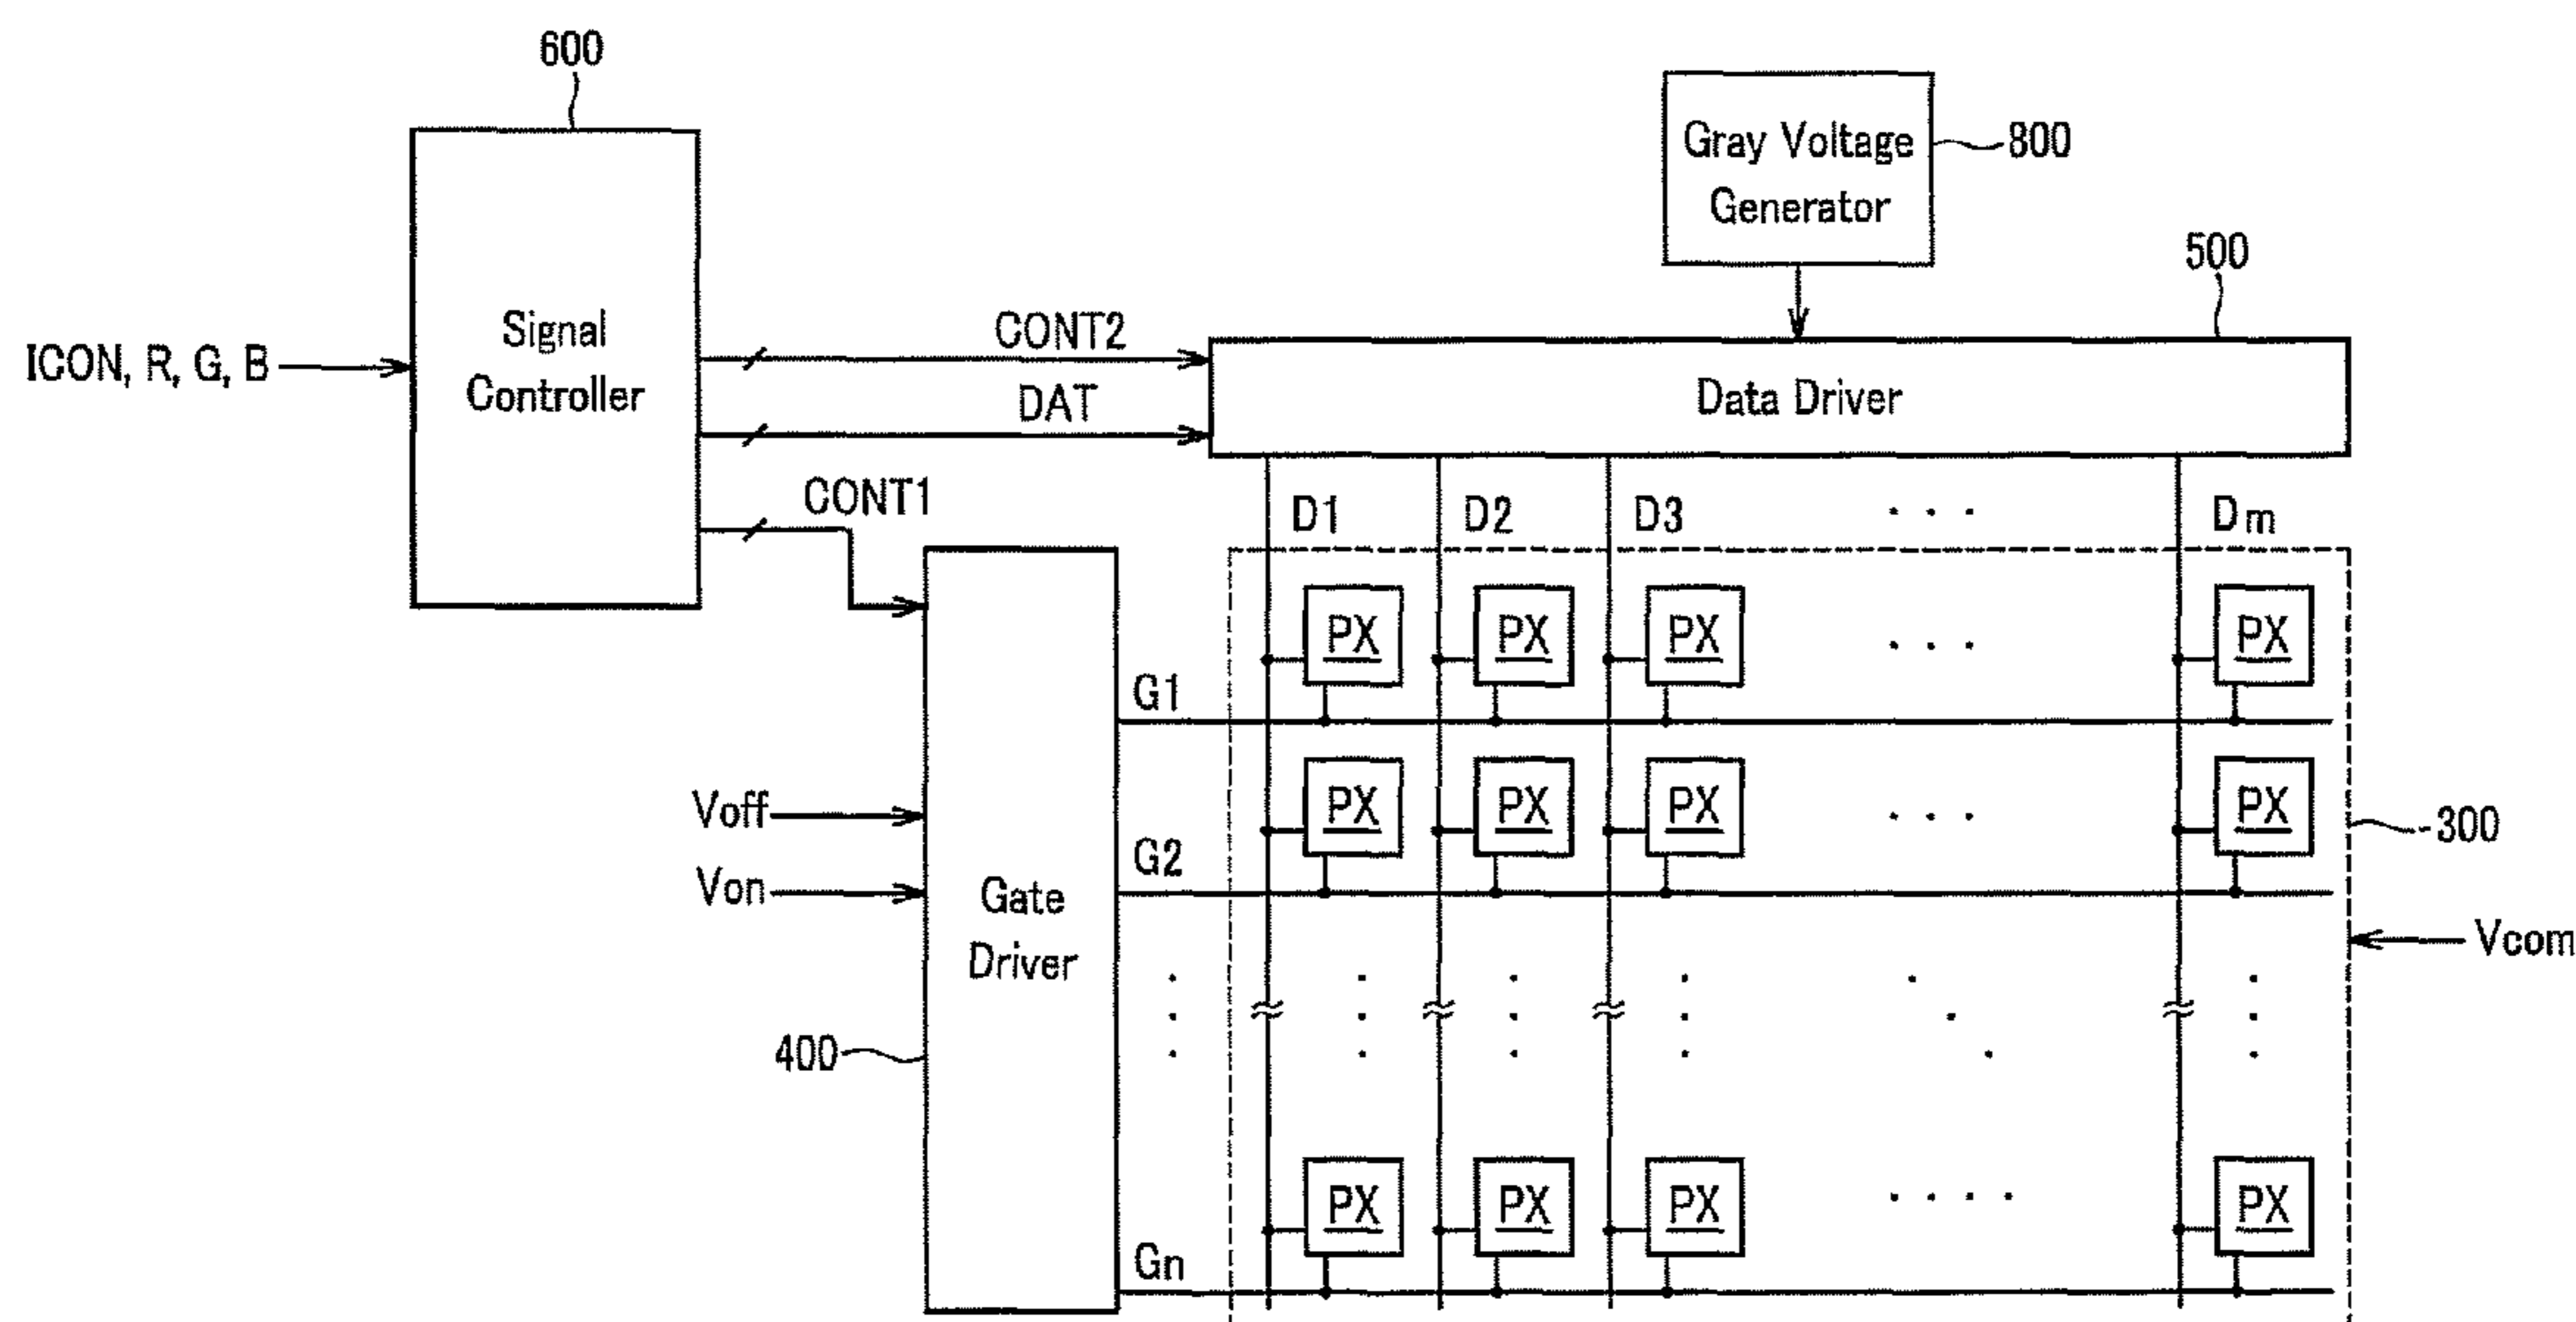 600
Gray Voltage
Generator
800
500
Signal
Controller
ICON, R, G, B
CONT2
DAT
CONT1
Data Driver
D1 D2 D3 . . . Dm
PX PX PX . . . PX
G1
PX PX PX . . . PX
G2
Voff
Von
Gate
Driver
300
Vcom
400
PX PX PX . . . . PX
Gn